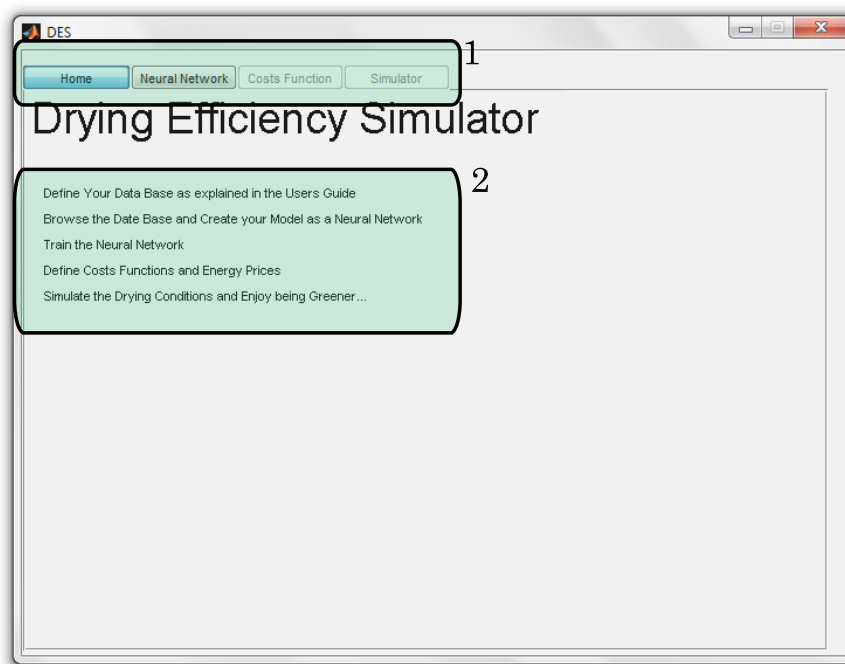 DES
1
Home Neural Network Costs Function Simulator
Drying Efficiency Simulator
2
Define Your Data Base as explained in the Users Guide
Browse the Date Base and Create your Model as a Neural Network
Train the Neural Network
Define Costs Functions and Energy Prices
Simulate the Drying Conditions and Enjoy being Greener...